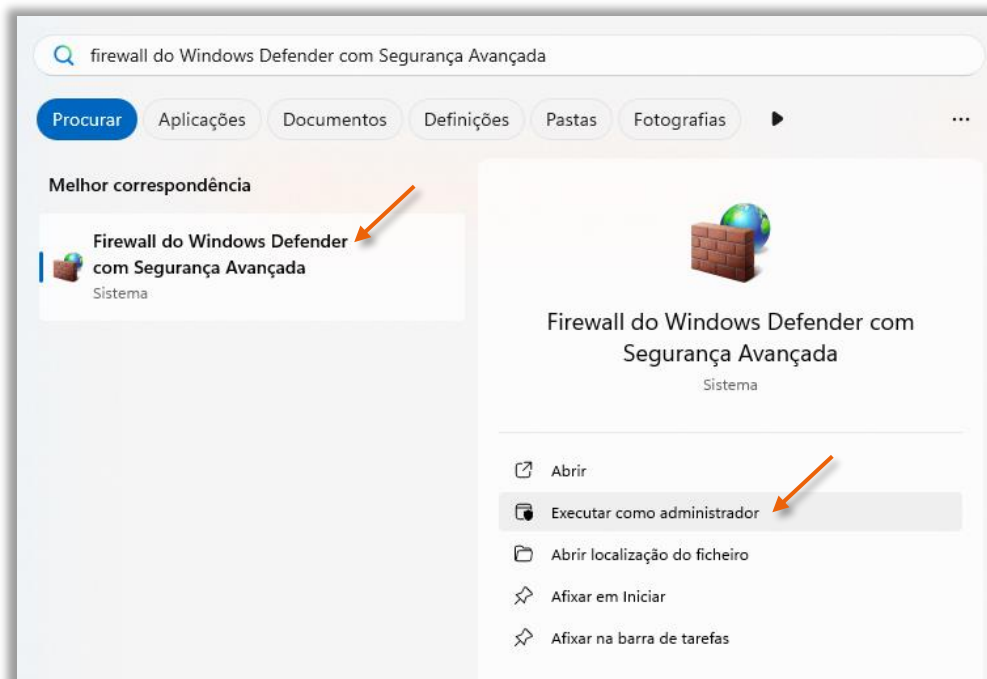 firewall do Windows Defender com Segurança Avançada
Procurar Aplicações Documentos Definições Pastas Fotografias ...
Melhor correspondência
Firewall do Windows Defender
com Segurança Avançada
Sistema
Firewall do Windows Defender com
Segurança Avançada
Sistema
Abrir
Executar como administrador
Abrir localização do ficheiro
Afixar em Iniciar
Afixar na barra de tarefas